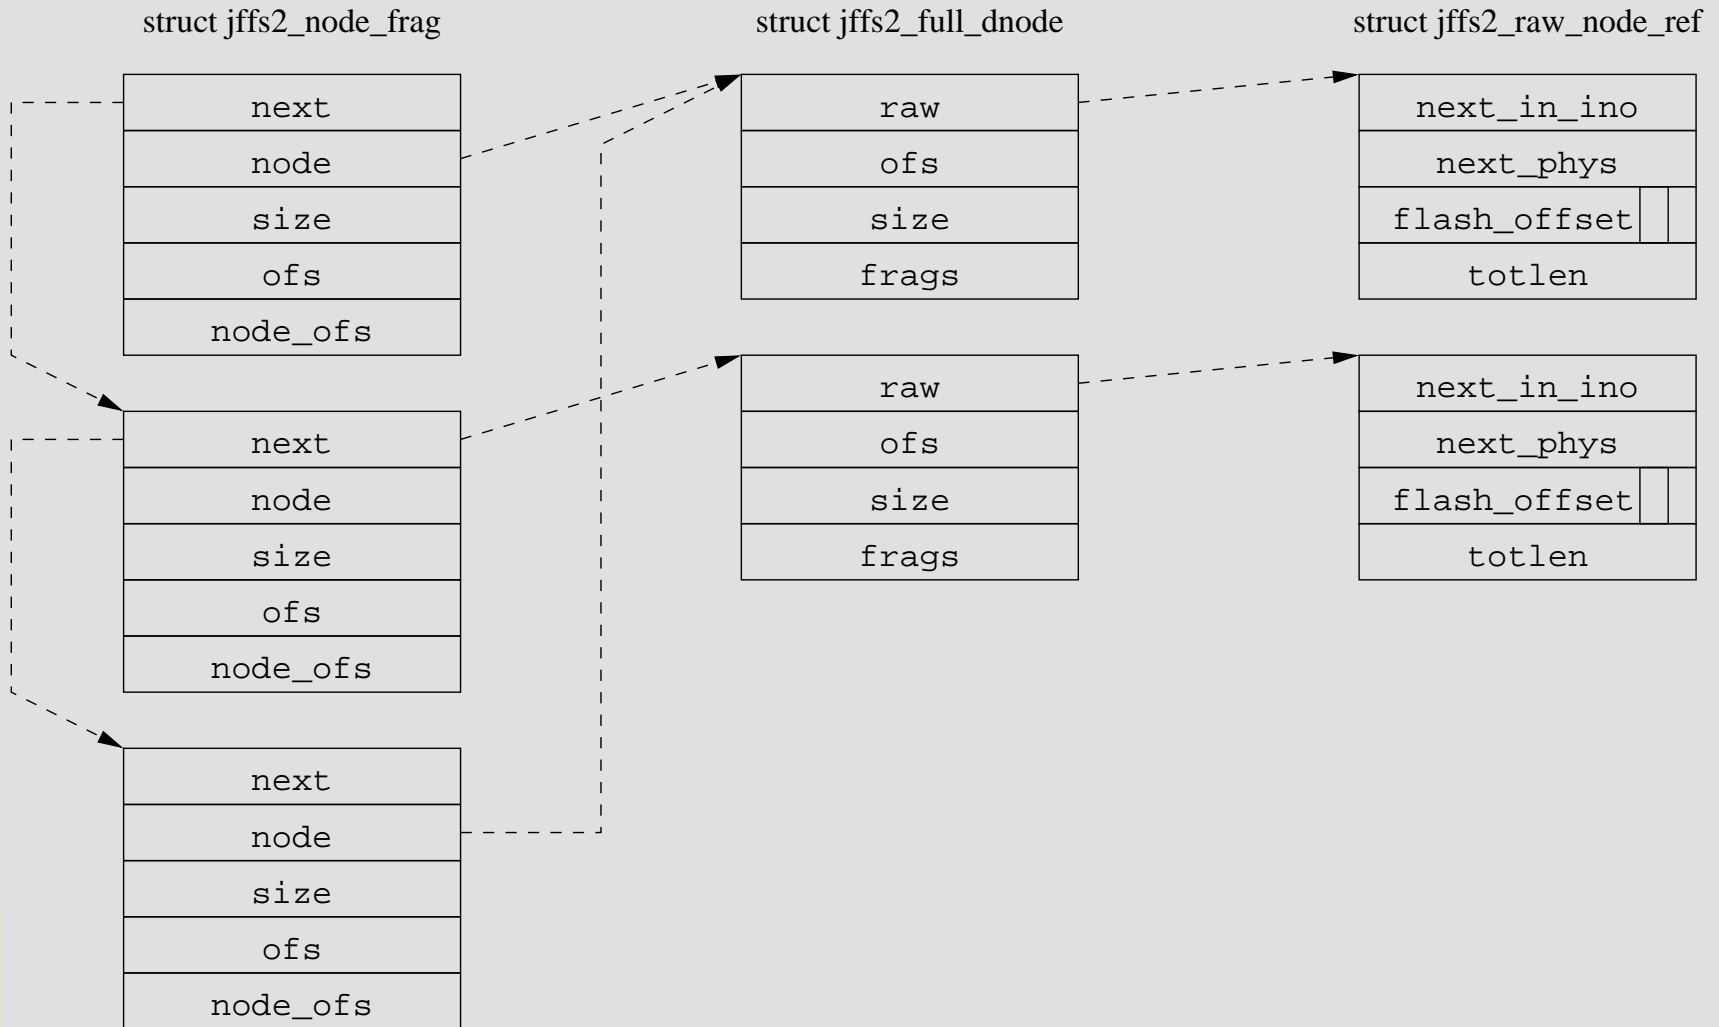 struct jffs2_node_frag
next
node
size
ofs
node_ofs
next
node
size
ofs
node_ofs
next
node
size
ofs
node_ofs
struct jffs2_full_dnode
raw
ofs
size
frags
raw
ofs
size
frags
struct jffs2_raw_node_ref
next_in_ino
next_phys
flash_offset
totlen
next_in_ino
next_phys
flash_offset
totlen